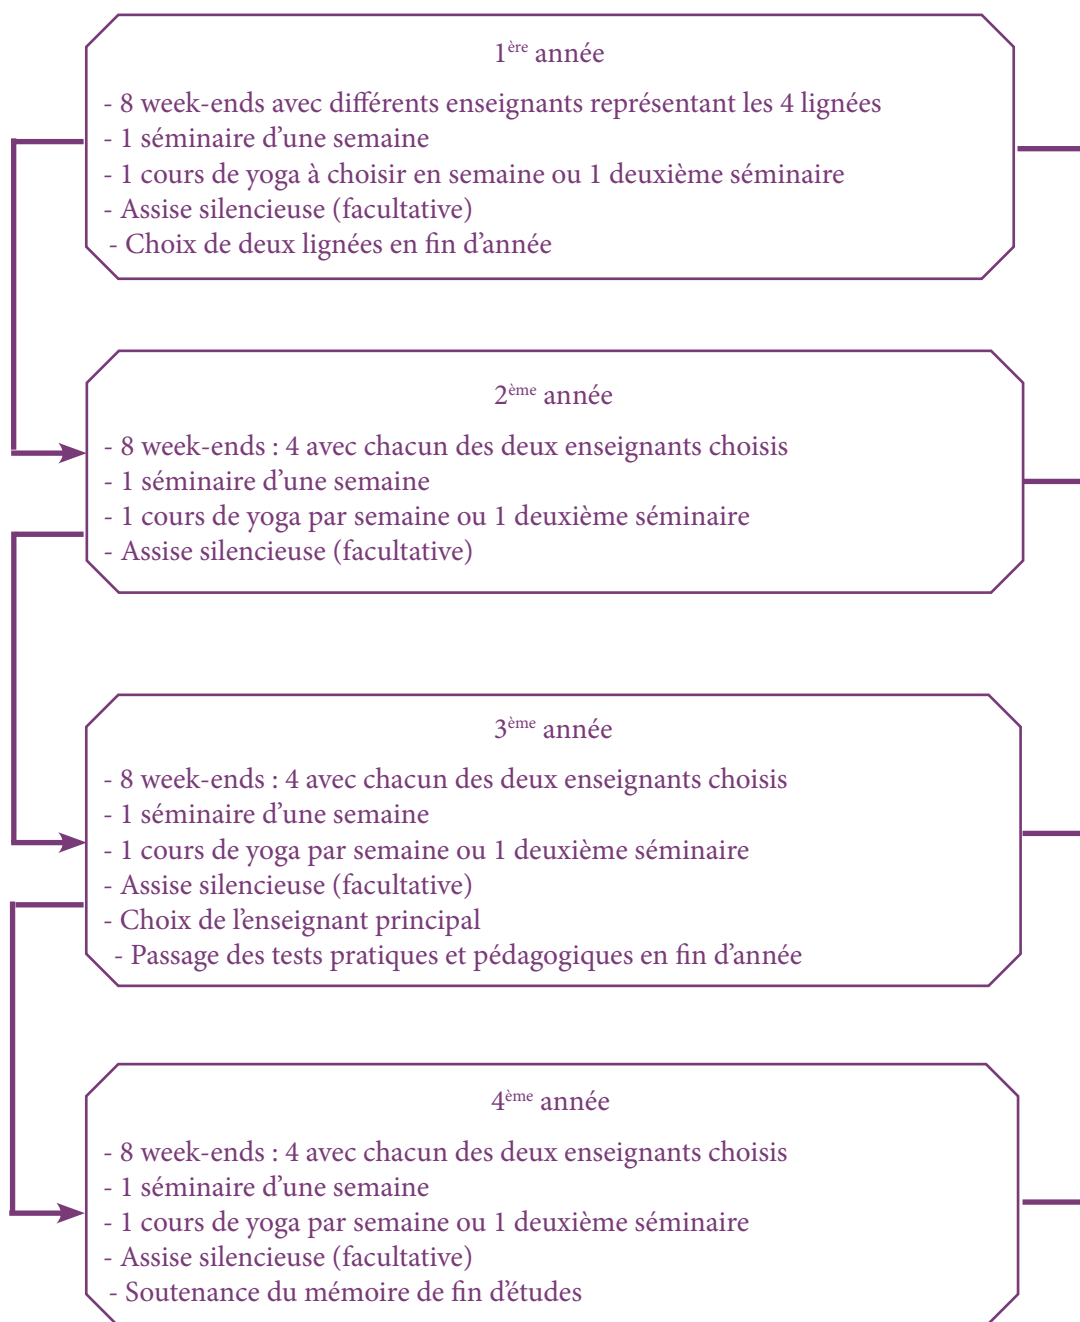 1ère année
- 8 week-ends avec différents enseignants représentant les 4 lignées
- 1 séminaire d’une semaine
- 1 cours de yoga à choisir en semaine ou 1 deuxième séminaire
- Assise silencieuse (facultative)
- Choix de deux lignées en fin d’année
2ème année
- 8 week-ends : 4 avec chacun des deux enseignants choisis
- 1 séminaire d’une semaine
- 1 cours de yoga par semaine ou 1 deuxième séminaire
- Assise silencieuse (facultative)
3ème année
- 8 week-ends : 4 avec chacun des deux enseignants choisis
- 1 séminaire d’une semaine
- 1 cours de yoga par semaine ou 1 deuxième séminaire
- Assise silencieuse (facultative)
- Choix de l’enseignant principal
- Passage des tests pratiques et pédagogiques en fin d’année
4ème année
- 8 week-ends : 4 avec chacun des deux enseignants choisis
- 1 séminaire d’une semaine
- 1 cours de yoga par semaine ou 1 deuxième séminaire
- Assise silencieuse (facultative)
- Soutenance du mémoire de fin d’études